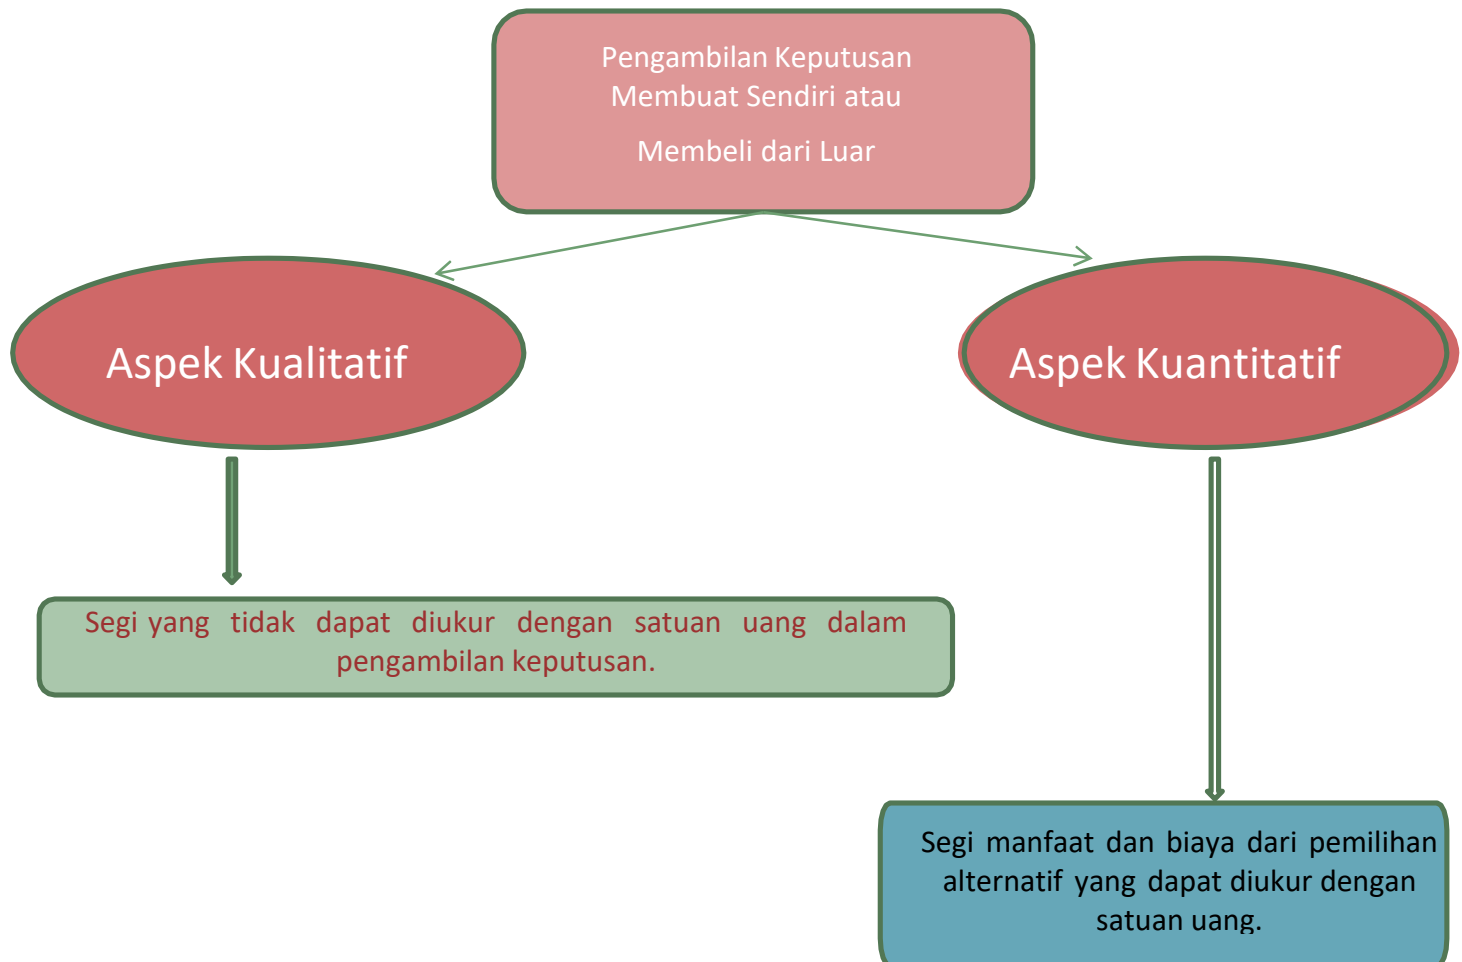 Pengambilan Keputusan
Membuat Sendiri atau
Membeli dari Luar
Aspek Kualitatif
Aspek Kuantitatif
Segi yang tidak dapat diukur dengan satuan uang dalam
pengambilan keputusan.
Segi manfaat dan biaya dari pemilihan
alternatif yang dapat diukur dengan
satuan uang.